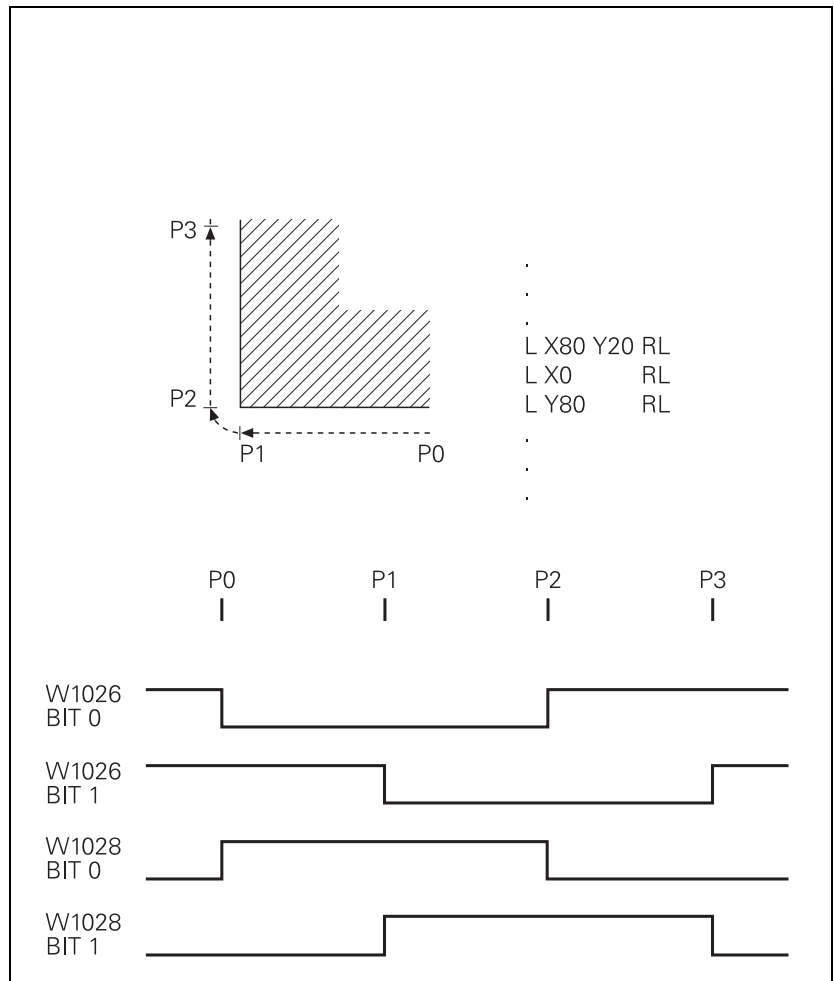 P3
P2
P1
P0
.
.
.
L X80 Y20 RL
L X0 RL
L Y80 RL
.
.
.
P0 P1 P2 P3
W1026
BIT 0
W1026
BIT 1
W1028
BIT 0
W1028
BIT 1